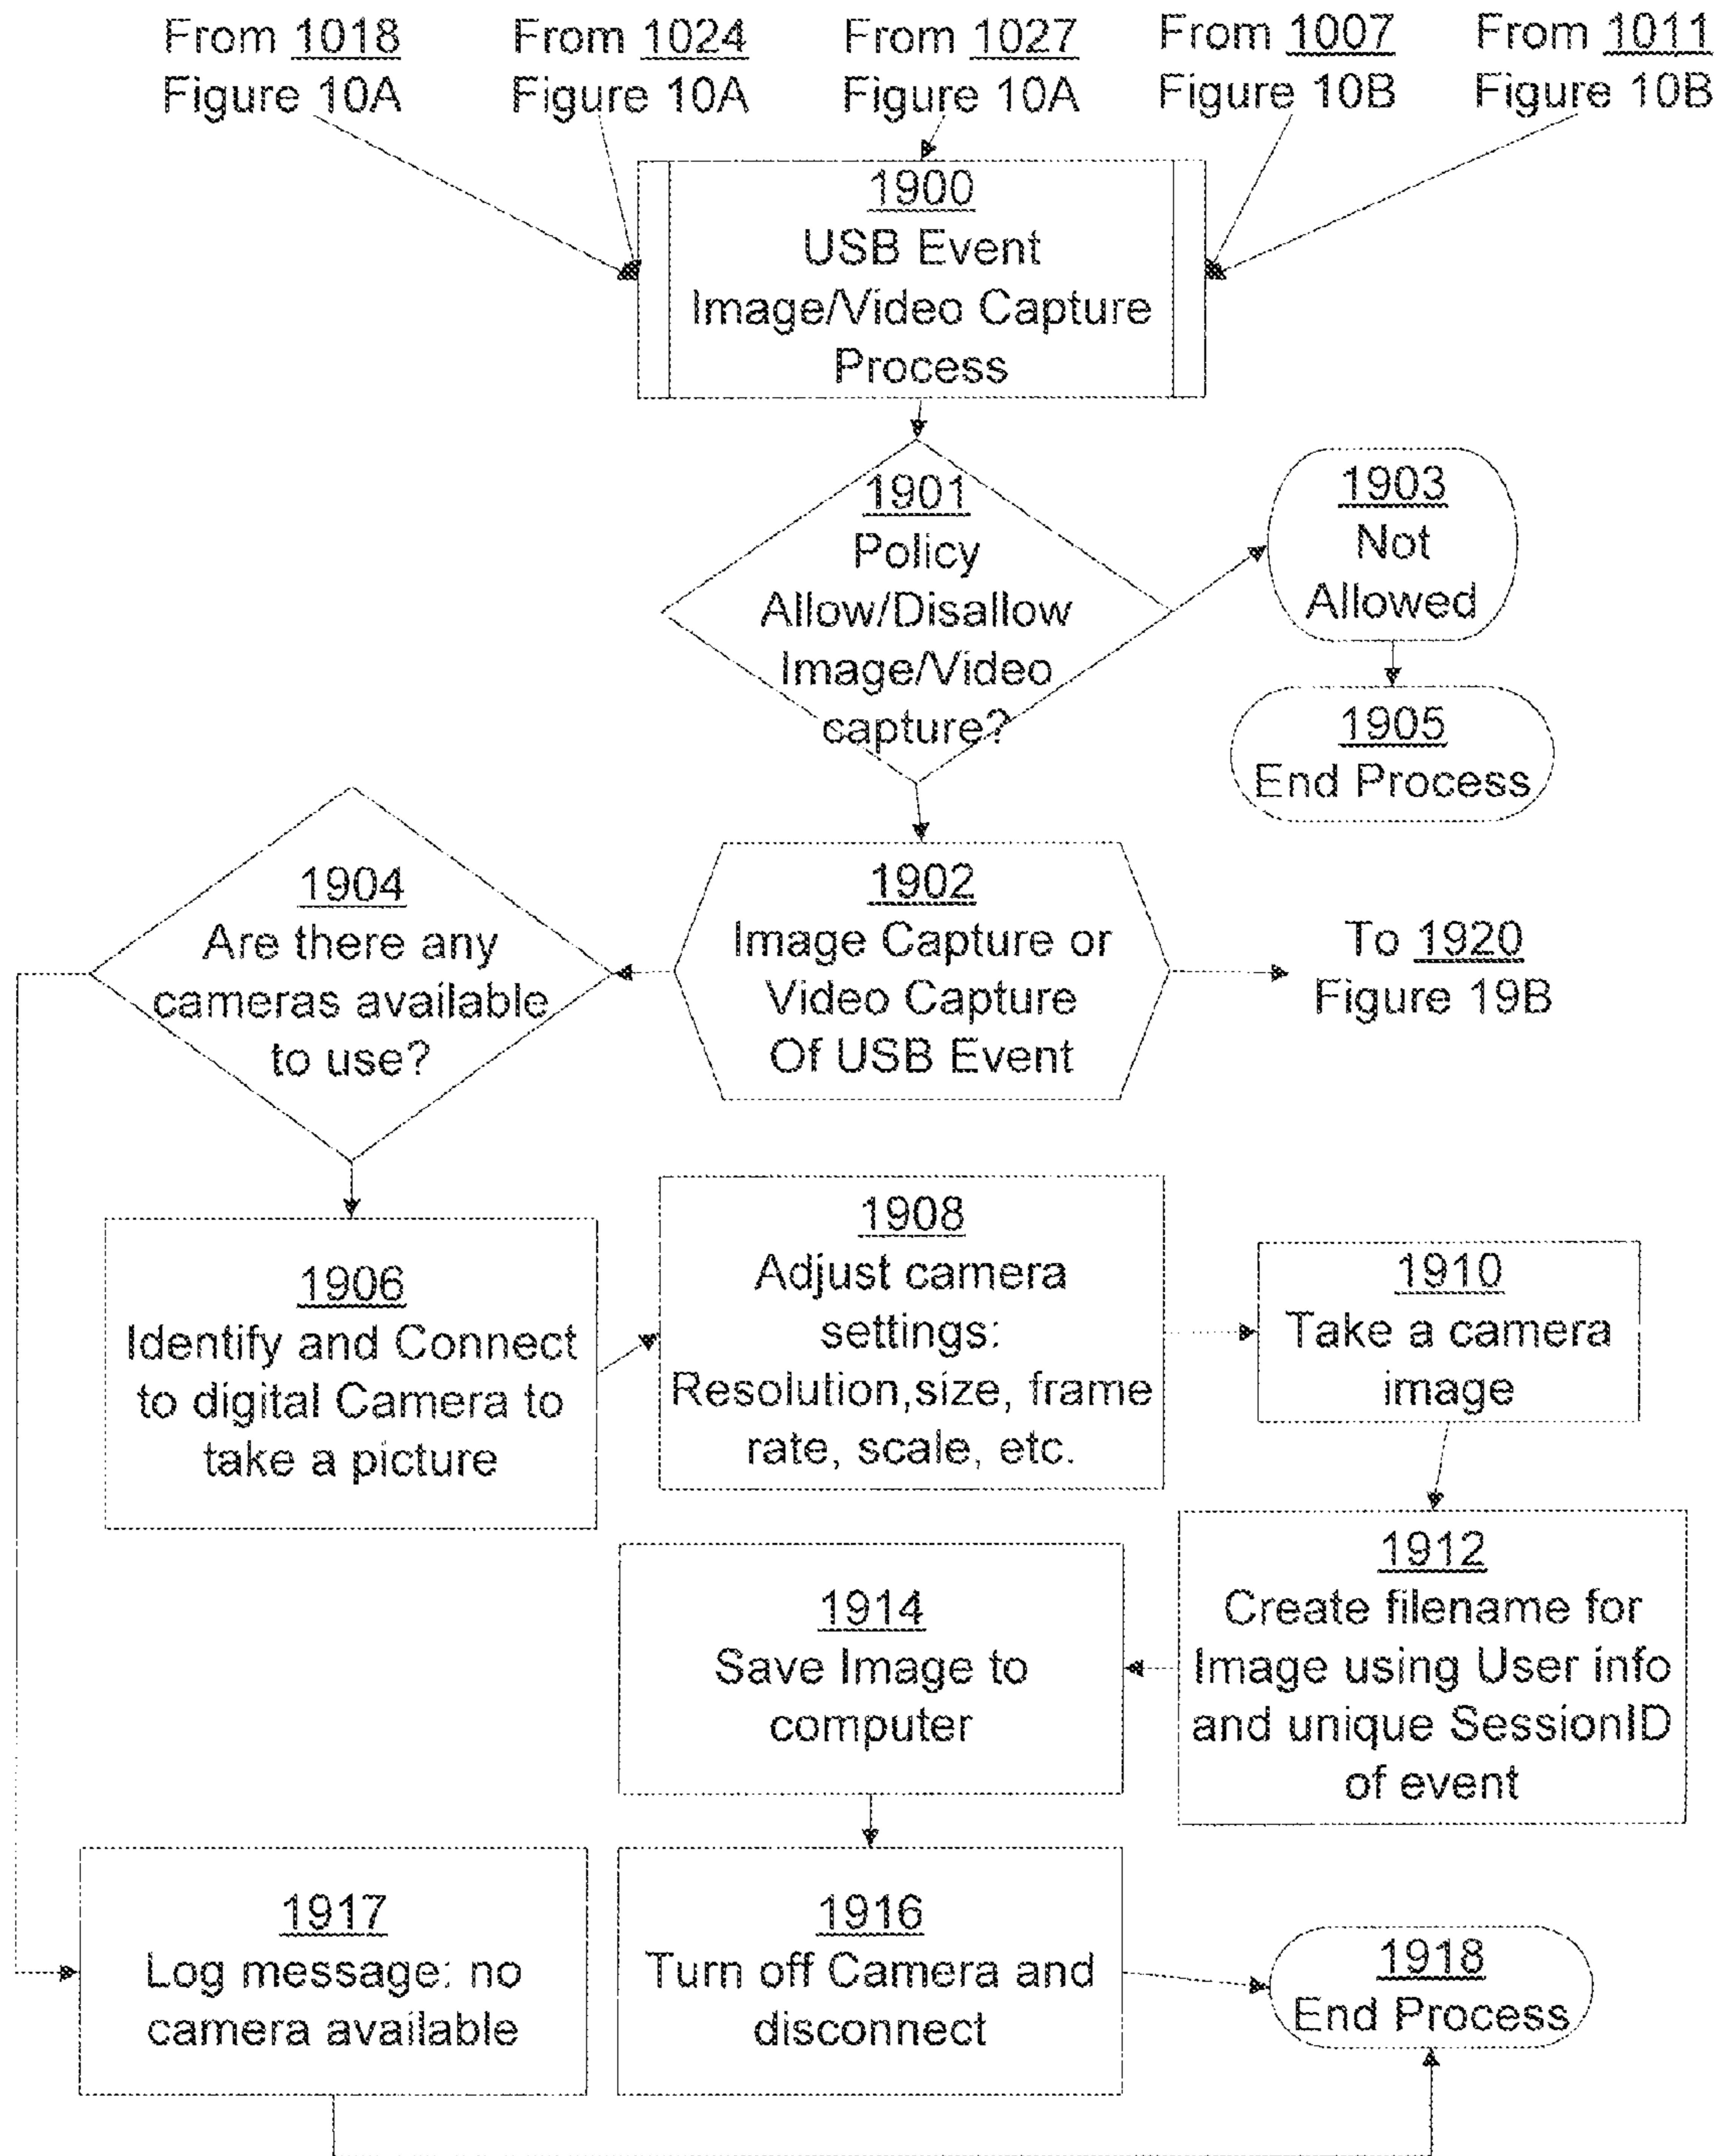 From 1018
Figure 10A
From 1024
Figure 10A
From 1027
Figure 10A
From 1007
Figure 10B
From 1011
Figure 10B
1900
USB Event
Image/Video Capture
Process
1901
Policy
Allow/Disallow
Image/Video
capture?
1903
Not
Allowed
1905
End Process
1904
Are there any
cameras available
to use?
1902
Image Capture or
Video Capture
Of USB Event
To 1920
Figure 19B
1906
Identify and Connect
to digital Camera to
take a picture
1908
Adjust camera
settings:
Resolution,size, frame
rate, scale, etc.
1910
Take a camera
image
1912
Create filename for
Image using User info
and unique SessionID
of event
1914
Save Image to
computer
1917
Log message: no
camera available
1916
Turn off Camera and
disconnect
1918
End Process